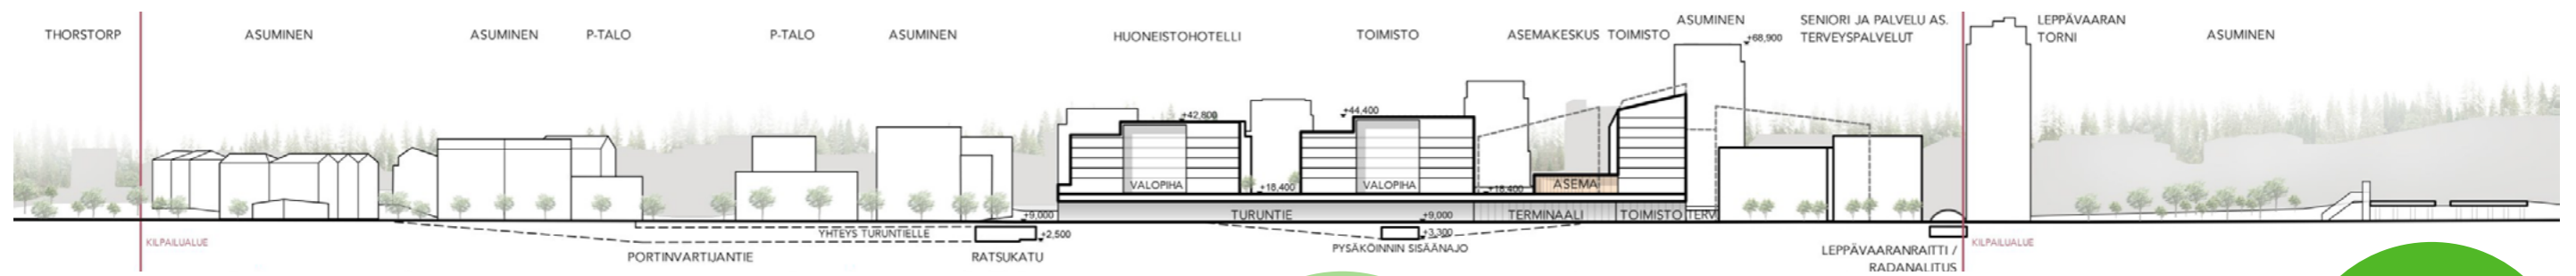 THORSTORP
ASUMINEN
ASUMINEN
P-TALO
P-TALO
ASUMINEN
HUONEISTOHOTELLI
TOIMISTO
ASEMAKESKUS
TOIMISTO
ASUMINEN
SENIORI JA PALVELU AS.
TERVEYSPALVELUT
LEPPÄVAARAN
TORNI
ASUMINEN
+68,900
+42,800
+44,400
VALOPIHA
+18,400
VALOPIHA
+18,400
ASEMA
+9,000
TURUNTIE
+9,000
TERMINAALI
TOIMISTO
TERV
KILPAILUALUE
YHTEYS TURUNTIELLE
+2,500
+3,300
PYSÄKÖINNIN SISÄÄNAJO
KILPAILUALUE
PORTINVARTIJANTIE
RATSUKATU
LEPPÄVAARANRAITTI /
RADANALITUS